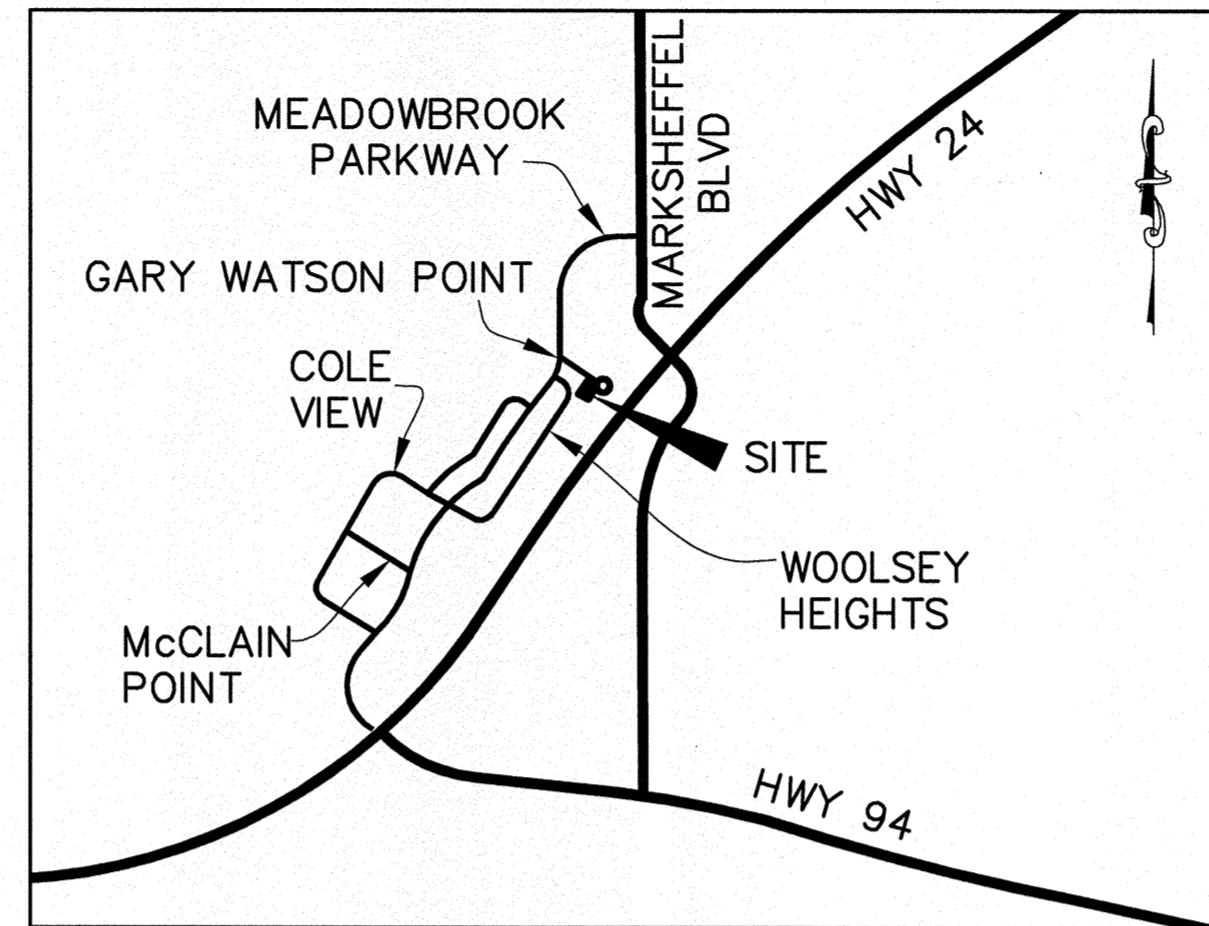 MEADOWBROOK
PARKWAY
MARKSHEFFEL
BLVD
HWY 24
GARY WATSON POINT
COLE
VIEW
SITE
WOOLSEY
HEIGHTS
McCLAIN
POINT
HWY 94